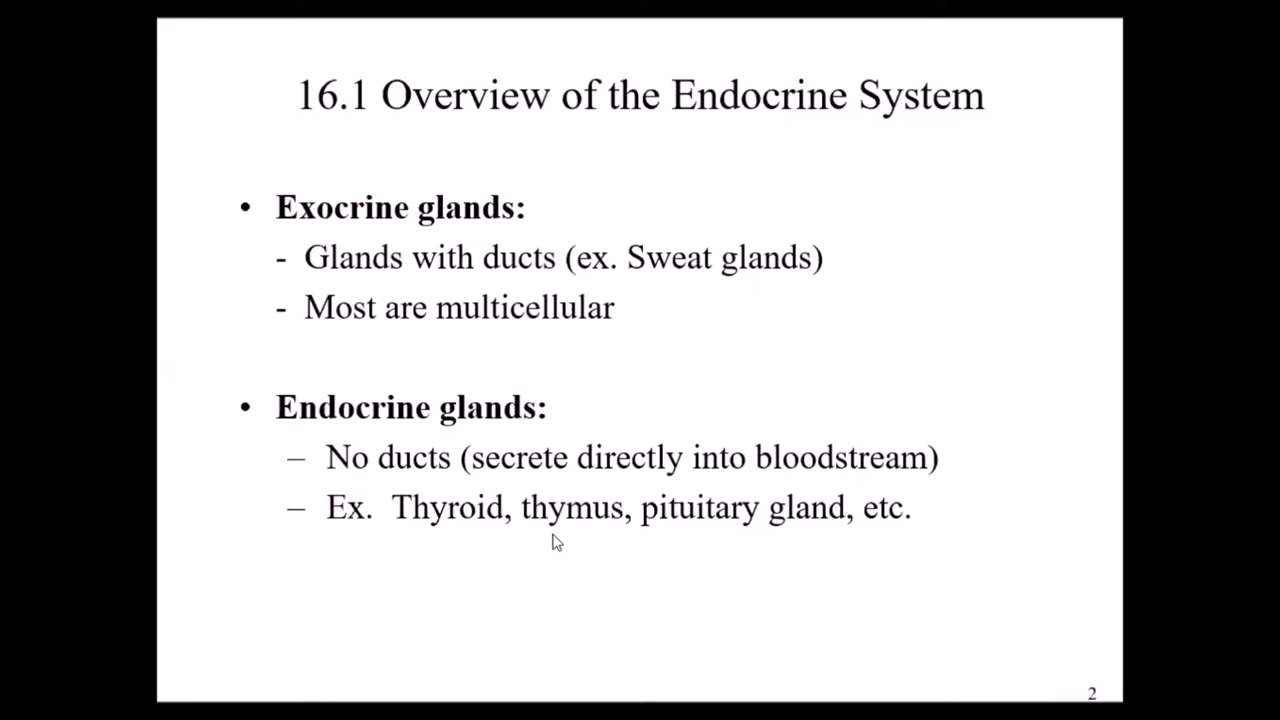 16.1 Overview of the Endocrine System
• Exocrine glands:
- Glands with ducts (ex. Sweat glands)
- Most are multicellular
• Endocrine glands:
– No ducts (secrete directly into bloodstream)
– Ex. Thyroid, thymus, pituitary gland, etc.
2